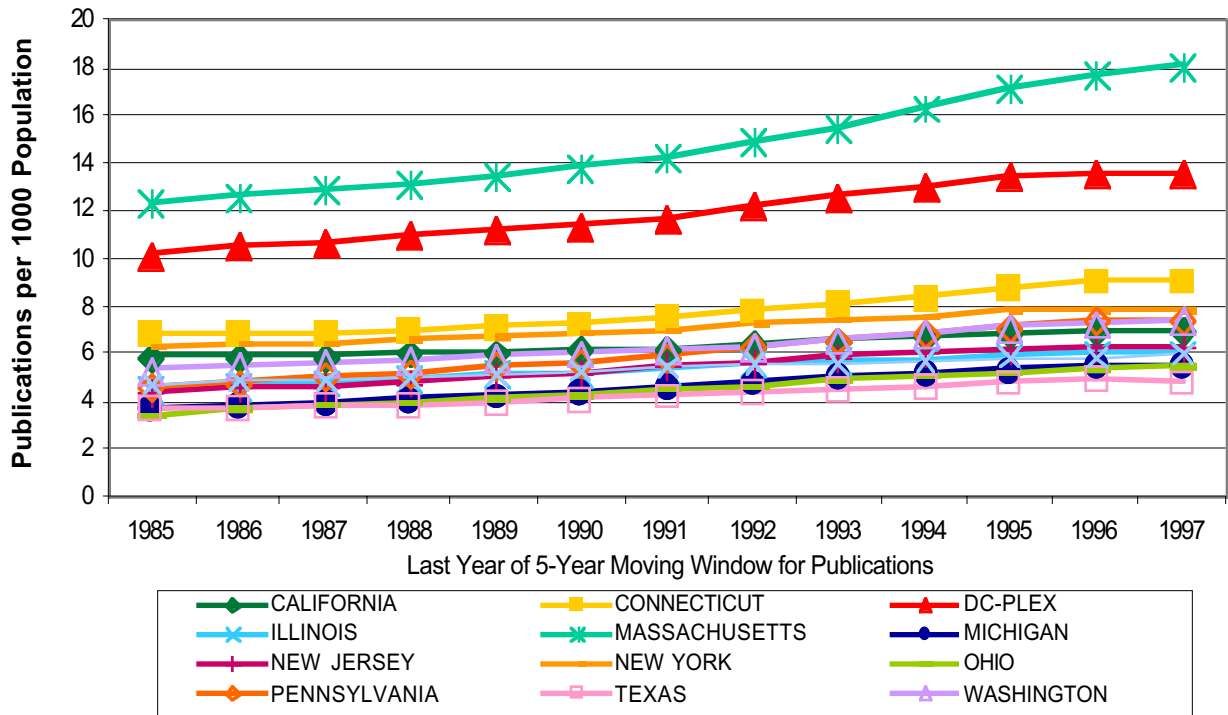 Publications per 1000 Population
20
18
16
14
12
10
8
6
4
2
0
1985 1986 1987 1988 1989 1990 1991 1992 1993 1994 1995 1996 1997
Last Year of 5-Year Moving Window for Publications
CALIFORNIA CONNECTICUT DC-PLEX
ILLINOIS MASSACHUSETTS MICHIGAN
NEW JERSEY NEW YORK OHIO
PENNSYLVANIA TEXAS WASHINGTON